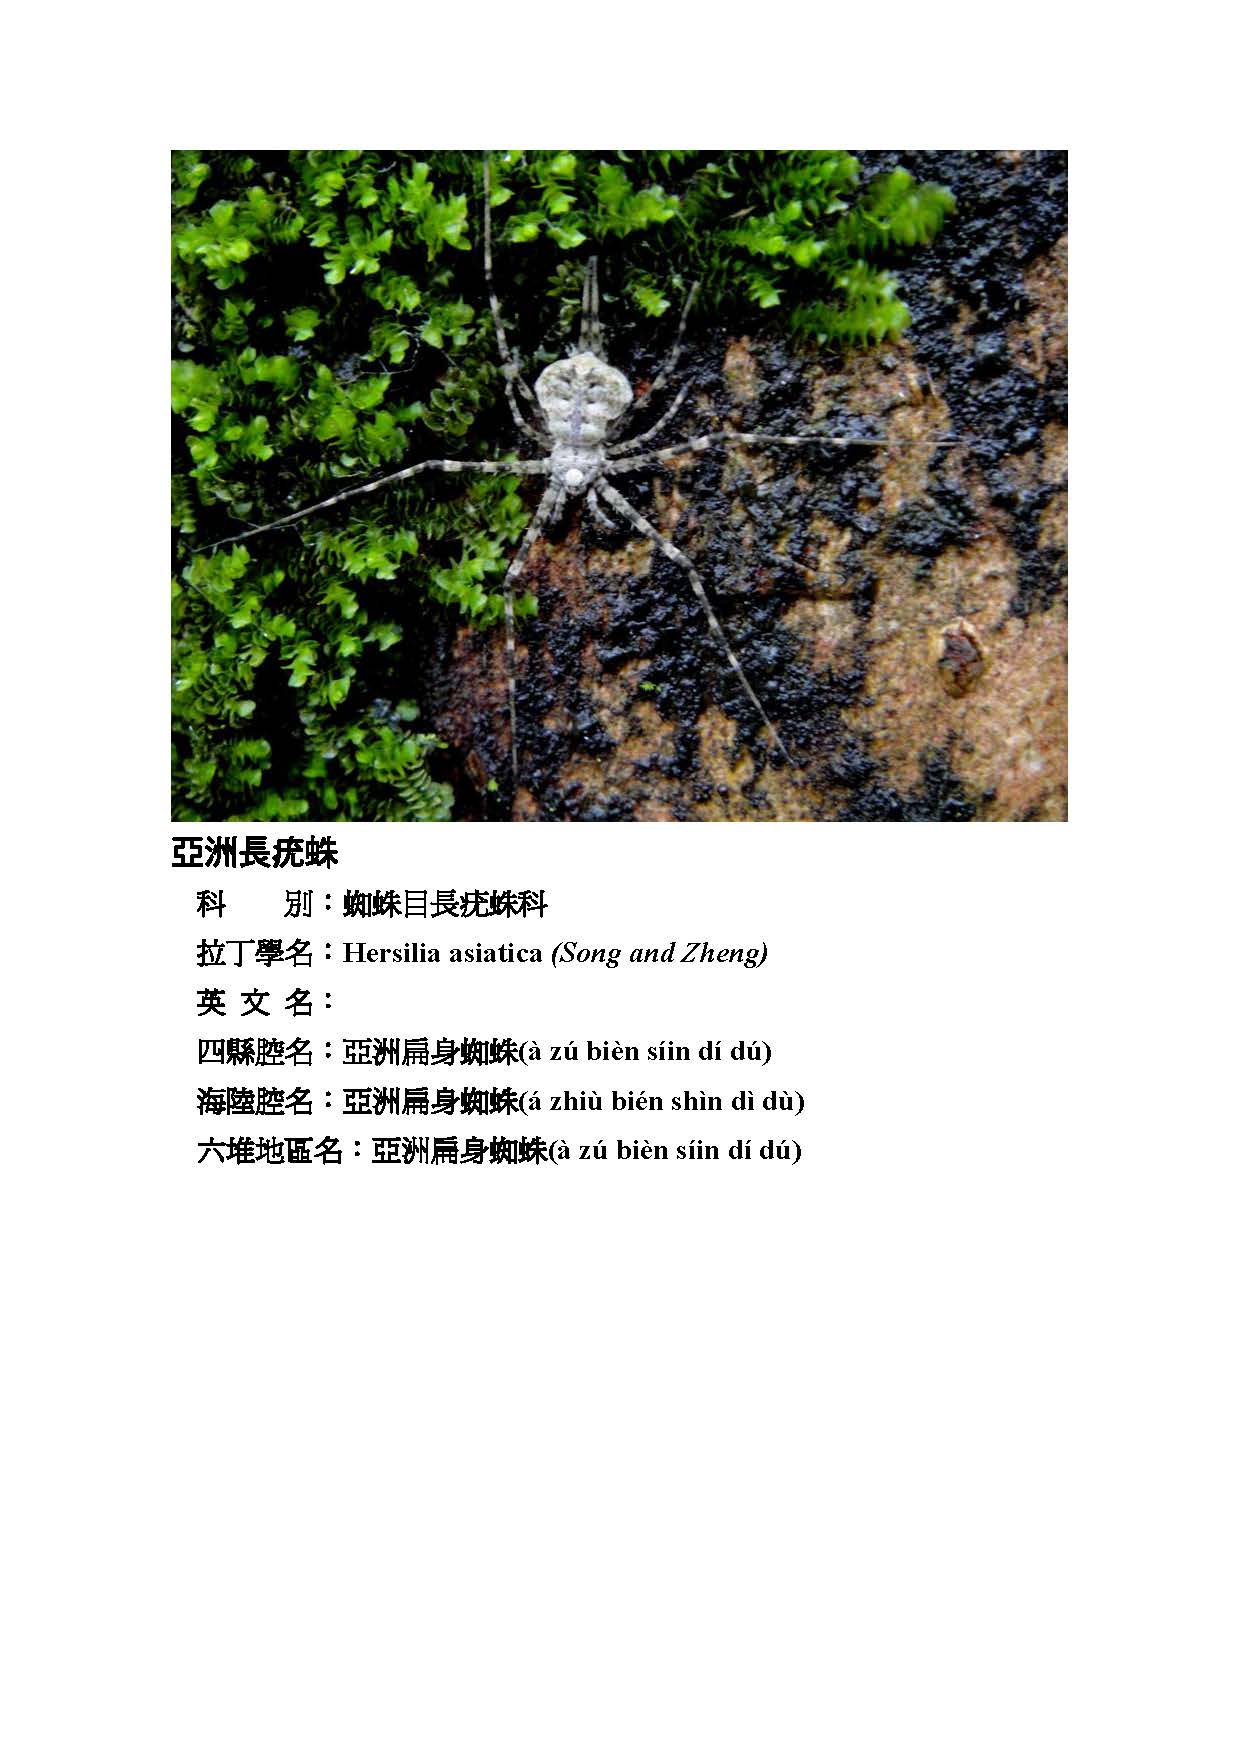 亞洲長疣蛛
科　　別：蜘蛛目長疣蛛科
拉丁學名：Hersilia asiatica (Song and Zheng)
英 文 名：
四縣腔名：亞洲扁身蜘蛛(à zú bièn síin dí dú)
海陸腔名：亞洲扁身蜘蛛(á zhiù bién shìn dì dù)
六堆地區名：亞洲扁身蜘蛛(à zú bièn síin dí dú)